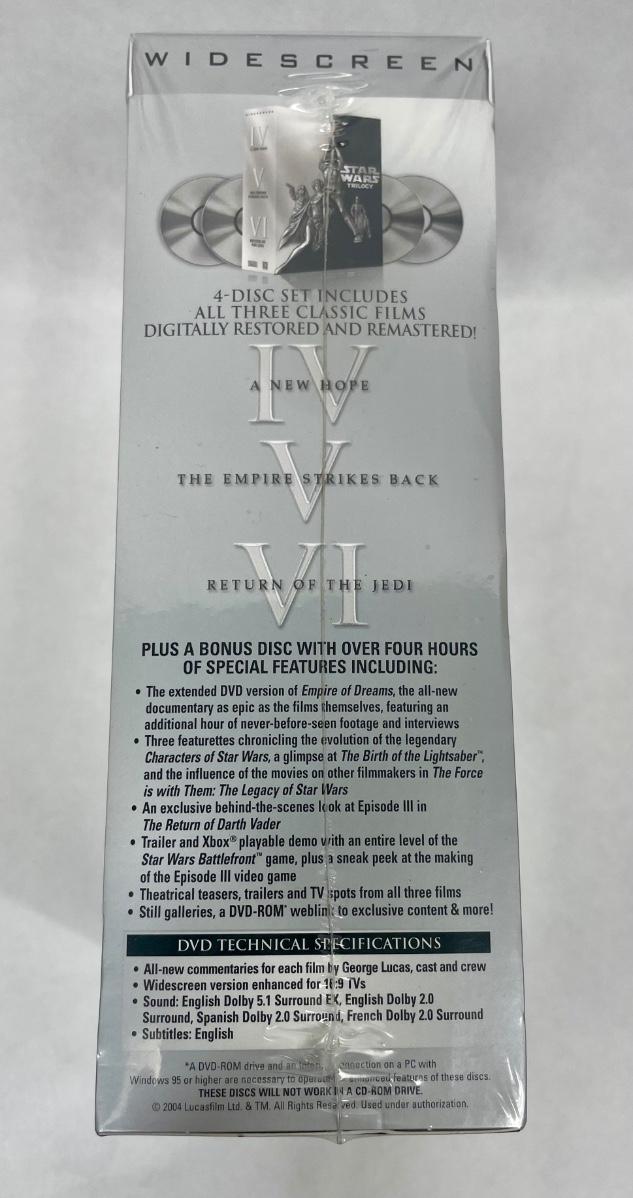 WIDESCREEN
IV
V
VI
STAR
WARS
TRILOGY
4-DISC SET INCLUDES
ALL THREE CLASSIC FILMS
DIGITALLY RESTORED AND REMASTERED!
IV
A NEW HOPE
V
THE EMPIRE STRIKES BACK
VI
RETURN OF THE JEDI
PLUS A BONUS DISC WITH OVER FOUR HOURS
OF SPECIAL FEATURES INCLUDING:
• The extended DVD version of Empire of Dreams, the all-new
documentary as epic as the films themselves, featuring an
additional hour of never-before-seen footage and interviews
• Three featurettes chronicling the evolution of the legendary
Characters of Star Wars, a glimpse at The Birth of the Lightsaber™,
and the influence of the movies on other filmmakers in The Force
is with Them: The Legacy of Star Wars
• An exclusive behind-the-scenes look at Episode III in
The Return of Darth Vader
• Trailer and Xbox® playable demo with an entire level of the
Star Wars Battlefront™ game, plus a sneak peek at the making
of the Episode III video game
• Theatrical teasers, trailers and TV spots from all three films
• Still galleries, a DVD-ROM* weblink to exclusive content & more!
DVD TECHNICAL SPECIFICATIONS
• All-new commentaries for each film by George Lucas, cast and crew
• Widescreen version enhanced for 16:9 TVs
• Sound: English Dolby 5.1 Surround EX, English Dolby 2.0
Surround, Spanish Dolby 2.0 Surround, French Dolby 2.0 Surround
• Subtitles: English
*A DVD-ROM drive and an connection on a PC with
Windows 95 or higher are necessary to operate enhanced features of these discs.
THESE DISCS WILL NOT WORK IN A CD-ROM DRIVE.
© 2004 Lucasfilm Ltd. & TM. All Rights Reserved. Used under authorization.